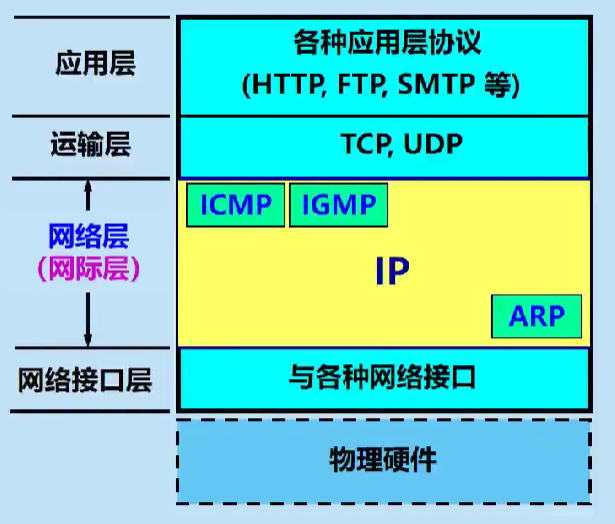 应用层
各种应用层协议
(HTTP, FTP, SMTP 等)
运输层
TCP, UDP
ICMP
IGMP
网络层
（网际层）
IP
ARP
网络接口层
与各种网络接口
物理硬件